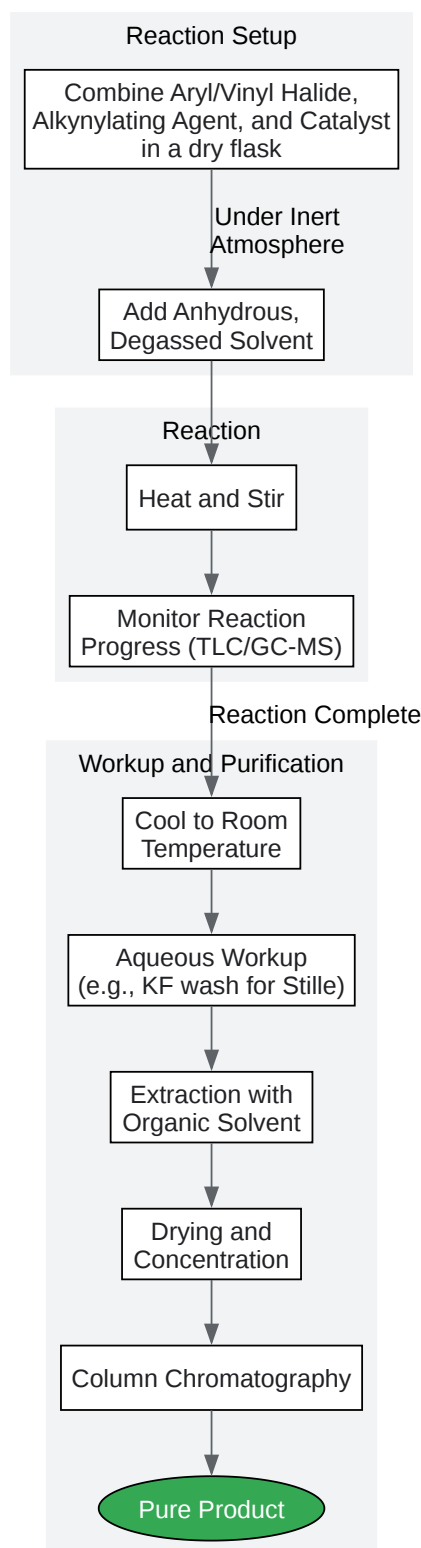 Reaction Setup
Combine Aryl/Vinyl Halide,
Alkynylating Agent, and Catalyst
in a dry flask
Under Inert
Atmosphere
Add Anhydrous,
Degassed Solvent
Reaction
Heat and Stir
Monitor Reaction
Progress (TLC/GC-MS)
Reaction Complete
Workup and Purification
Cool to Room
Temperature
Aqueous Workup
(e.g., KF wash for Stille)
Extraction with
Organic Solvent
Drying and
Concentration
Column Chromatography
Pure Product